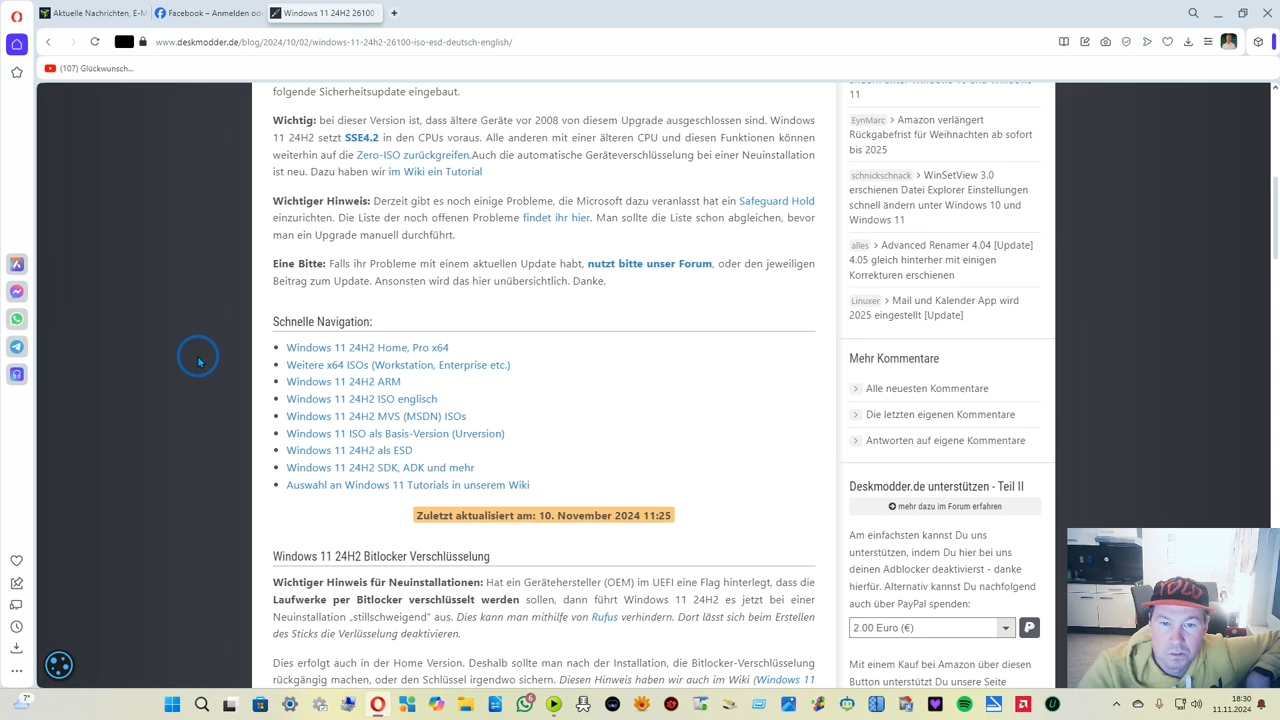 Aktuelle Nachrichten, E-M
Facebook – Anmelden od
Windows 11 24H2 26100
www.deskmodder.de/blog/2024/10/02/windows-11-24h2-26100-iso-esd-deutsch-english/
(107) Glückwunsch...
folgende Sicherheitsupdate eingebaut.
Wichtig: bei dieser Version ist, dass ältere Geräte vor 2008 von diesem Upgrade ausgeschlossen sind. Windows
11 24H2 setzt SSE4.2 in den CPUs voraus. Alle anderen mit einer älteren CPU und diesen Funktionen können
weiterhin auf die Zero-ISO zurückgreifen.Auch die automatische Geräteverschlüsselung bei einer Neuinstallation
ist neu. Dazu haben wir im Wiki ein Tutorial
Wichtiger Hinweis: Derzeit gibt es noch einige Probleme, die Microsoft dazu veranlasst hat ein Safeguard Hold
einzurichten. Die Liste der noch offenen Probleme findet ihr hier. Man sollte die Liste schon abgleichen, bevor
man ein Upgrade manuell durchführt.
Eine Bitte: Falls ihr Probleme mit einem aktuellen Update habt, nutzt bitte unser Forum, oder den jeweiligen
Beitrag zum Update. Ansonsten wird das hier unübersichtlich. Danke.
Schnelle Navigation:
Windows 11 24H2 Home, Pro x64
Weitere x64 ISOs (Workstation, Enterprise etc.)
Windows 11 24H2 ARM
Windows 11 24H2 ISO englisch
Windows 11 24H2 MVS (MSDN) ISOs
Windows 11 ISO als Basis-Version (Urversion)
Windows 11 24H2 als ESD
Windows 11 24H2 SDK, ADK und mehr
Auswahl an Windows 11 Tutorials in unserem Wiki
Zuletzt aktualisiert am: 10. November 2024 11:25
Windows 11 24H2 Bitlocker Verschlüsselung
Wichtiger Hinweis für Neuinstallationen: Hat ein Gerätehersteller (OEM) im UEFI eine Flag hinterlegt, dass die
Laufwerke per Bitlocker verschlüsselt werden sollen, dann führt Windows 11 24H2 es jetzt bei einer
Neuinstallation „stillschweigend“ aus. Dies kann man mithilfe von Rufus verhindern. Dort lässt sich beim Erstellen
des Sticks die Verlüsselung deaktivieren.
Dies erfolgt auch in der Home Version. Deshalb sollte man nach der Installation, die Bitlocker-Verschlüsselung
rückgängig machen, oder den Schlüssel irgendwo sichern. Diesen Hinweis haben wir auch im Wiki (Windows 11
11
EynMarc > Amazon verlängert
Rückgabefrist für Weihnachten ab sofort
bis 2025
schnickschnack > WinSetView 3.0
erschienen Datei Explorer Einstellungen
schnell ändern unter Windows 10 und
Windows 11
alles > Advanced Renamer 4.04 [Update]
4.05 gleich hinterher mit einigen
Korrekturen erschienen
Linuxer > Mail und Kalender App wird
2025 eingestellt [Update]
Mehr Kommentare
Alle neuesten Kommentare
Die letzten eigenen Kommentare
Antworten auf eigene Kommentare
Deskmodder.de unterstützen - Teil II
mehr dazu im Forum erfahren
Am einfachsten kannst Du uns
unterstützen, indem Du hier bei uns
deinen Adblocker deaktivierst - danke
hierfür. Alternativ kannst Du nachfolgend
auch über PayPal spenden:
2.00 Euro (€)
Mit einem Kauf bei Amazon über diesen
Button unterstützt Du unsere Seite
7°
6
18:30
11.11.2024